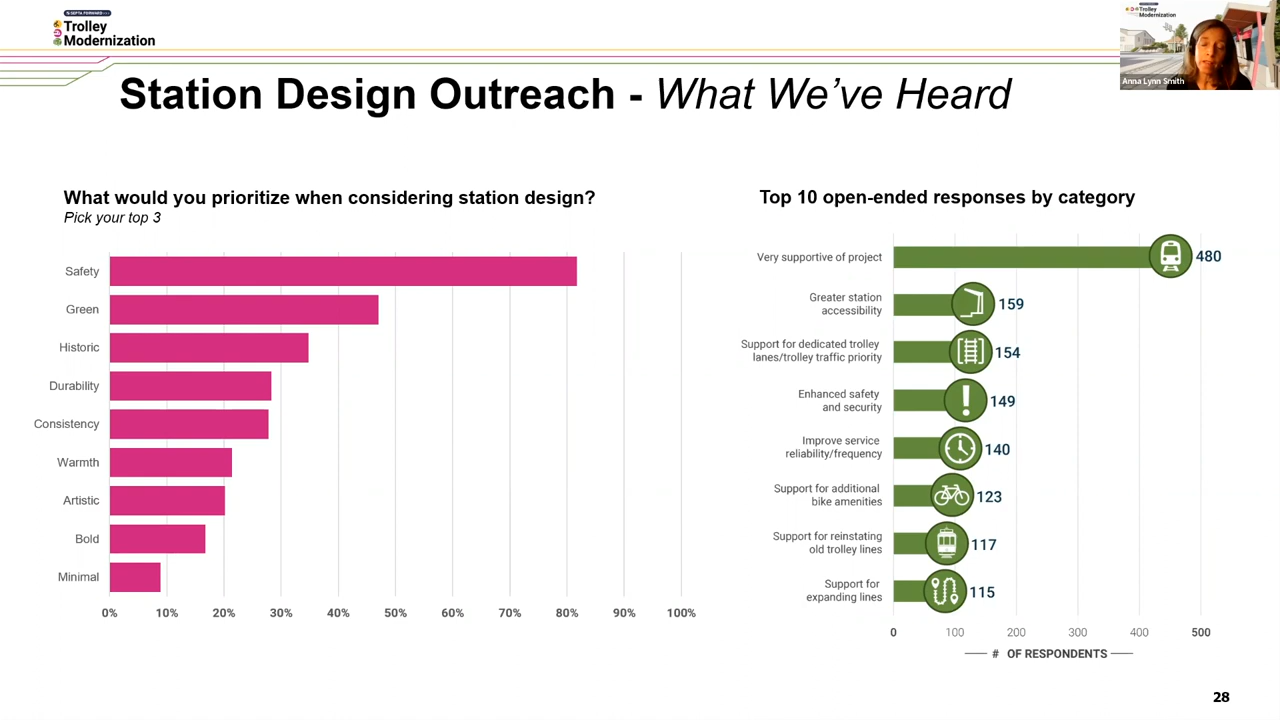 SEPTA FORWARD
Trolley
Modernization
Trolley
Modernization
Anna Lynn Smith
Station Design Outreach - What We've Heard
What would you prioritize when considering station design?
Pick your top 3
Safety
Green
Historic
Durability
Consistency
Warmth
Artistic
Bold
Minimal
0% 10% 20% 30% 40% 50% 60% 70% 80% 90% 100%
Top 10 open-ended responses by category
Very supportive of project 480
Greater station
accessibility 159
Support for dedicated trolley
lanes/trolley traffic priority 154
Enhanced safety
and security 149
Improve service
reliability/frequency 140
Support for additional
bike amenities 123
Support for reinstating
old trolley lines 117
Support for
expanding lines 115
0 100 200 300 400 500
# OF RESPONDENTS
28